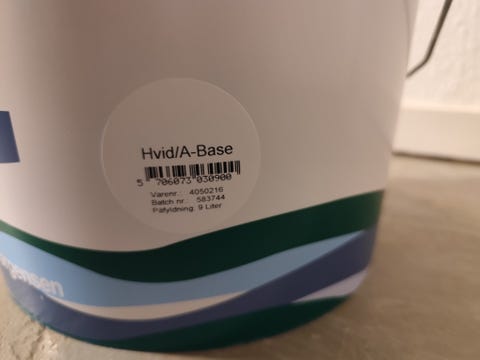 Hvid/A-Base
5 706073 030900
Varenr.: 4050216
Batch nr.: 583744
Påfyldning: 9 Liter